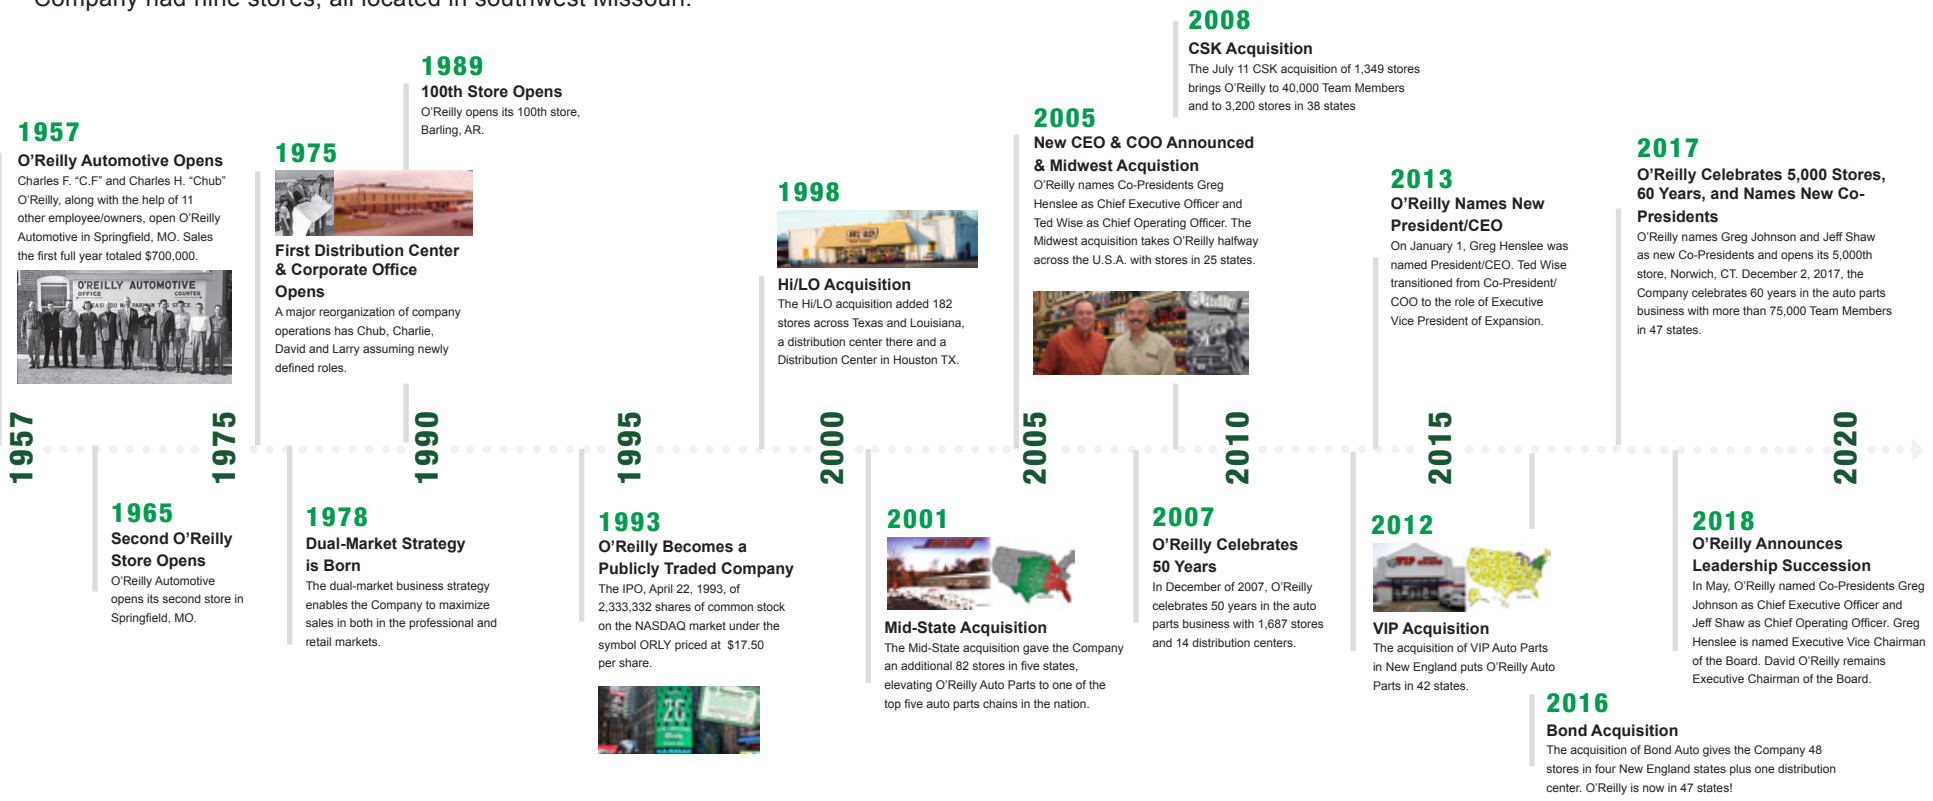 Company had nine stores, all located in southwest Missouri.
1957
O'Reilly Automotive Opens
Charles F. “C.F” and Charles H. “Chub”
O'Reilly, along with the help of 11
other employee/owners, open O'Reilly
Automotive in Springfield, MO. Sales
the first full year totaled $700,000.
O'REILLY AUTOMOTIVE
OFFICE
COUNTER
1975
First Distribution Center
& Corporate Office
Opens
A major reorganization of company
operations has Chub, Charlie,
David and Larry assuming newly
defined roles.
1989
100th Store Opens
O'Reilly opens its 100th store,
Barling, AR.
1998
Hi/LO Acquisition
The Hi/LO acquisition added 182
stores across Texas and Louisiana,
a distribution center there and a
Distribution Center in Houston TX.
2005
New CEO & COO Announced
& Midwest Acquistion
O'Reilly names Co-Presidents Greg
Henslee as Chief Executive Officer and
Ted Wise as Chief Operating Officer. The
Midwest acquisition takes O'Reilly halfway
across the U.S.A. with stores in 25 states.
2008
CSK Acquisition
The July 11 CSK acquisition of 1,349 stores
brings O'Reilly to 40,000 Team Members
and to 3,200 stores in 38 states
2013
O'Reilly Names New
President/CEO
On January 1, Greg Henslee was
named President/CEO. Ted Wise
transitioned from Co-President/
COO to the role of Executive
Vice President of Expansion.
2017
O'Reilly Celebrates 5,000 Stores,
60 Years, and Names New Co-
Presidents
O'Reilly names Greg Johnson and Jeff Shaw
as new Co-Presidents and opens its 5,000th
store, Norwich, CT. December 2, 2017, the
Company celebrates 60 years in the auto parts
business with more than 75,000 Team Members
in 47 states.
1957
1975
1990
1995
2000
2005
2010
2015
2020
1965
Second O'Reilly
Store Opens
O'Reilly Automotive
opens its second store in
Springfield, MO.
1978
Dual-Market Strategy
is Born
The dual-market business strategy
enables the Company to maximize
sales in both in the professional and
retail markets.
1993
O'Reilly Becomes a
Publicly Traded Company
The IPO, April 22, 1993, of
2,333,332 shares of common stock
on the NASDAQ market under the
symbol ORLY priced at $17.50
per share.
2001
Mid-State Acquisition
The Mid-State acquisition gave the Company
an additional 82 stores in five states,
elevating O'Reilly Auto Parts to one of the
top five auto parts chains in the nation.
2007
O'Reilly Celebrates
50 Years
In December of 2007, O'Reilly
celebrates 50 years in the auto
parts business with 1,687 stores
and 14 distribution centers.
2012
VIP
VIP Acquisition
The acquisition of VIP Auto Parts
in New England puts O'Reilly Auto
Parts in 42 states.
2016
Bond Acquisition
The acquisition of Bond Auto gives the Company 48
stores in four New England states plus one distribution
center. O'Reilly is now in 47 states!
2018
O'Reilly Announces
Leadership Succession
In May, O'Reilly named Co-Presidents Greg
Johnson as Chief Executive Officer and
Jeff Shaw as Chief Operating Officer. Greg
Henslee is named Executive Vice Chairman
of the Board. David O'Reilly remains
Executive Chairman of the Board.